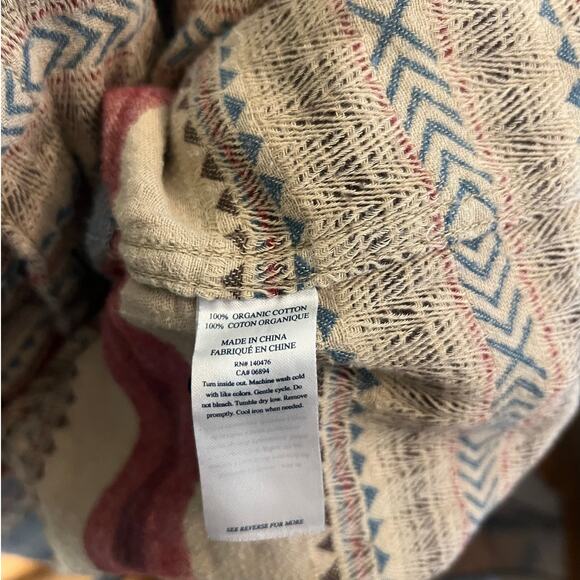 100% ORGANIC COTTON
100% COTON ORGANIQUE
MADE IN CHINA
FABRIQUÉ EN CHINE
RN# 140476
CA# 06894
Turn inside out. Machine wash cold
with like colors. Gentle cycle. Do
not bleach. Tumble dry low. Remove
promptly. Cool iron when needed.
SEE REVERSE FOR MORE